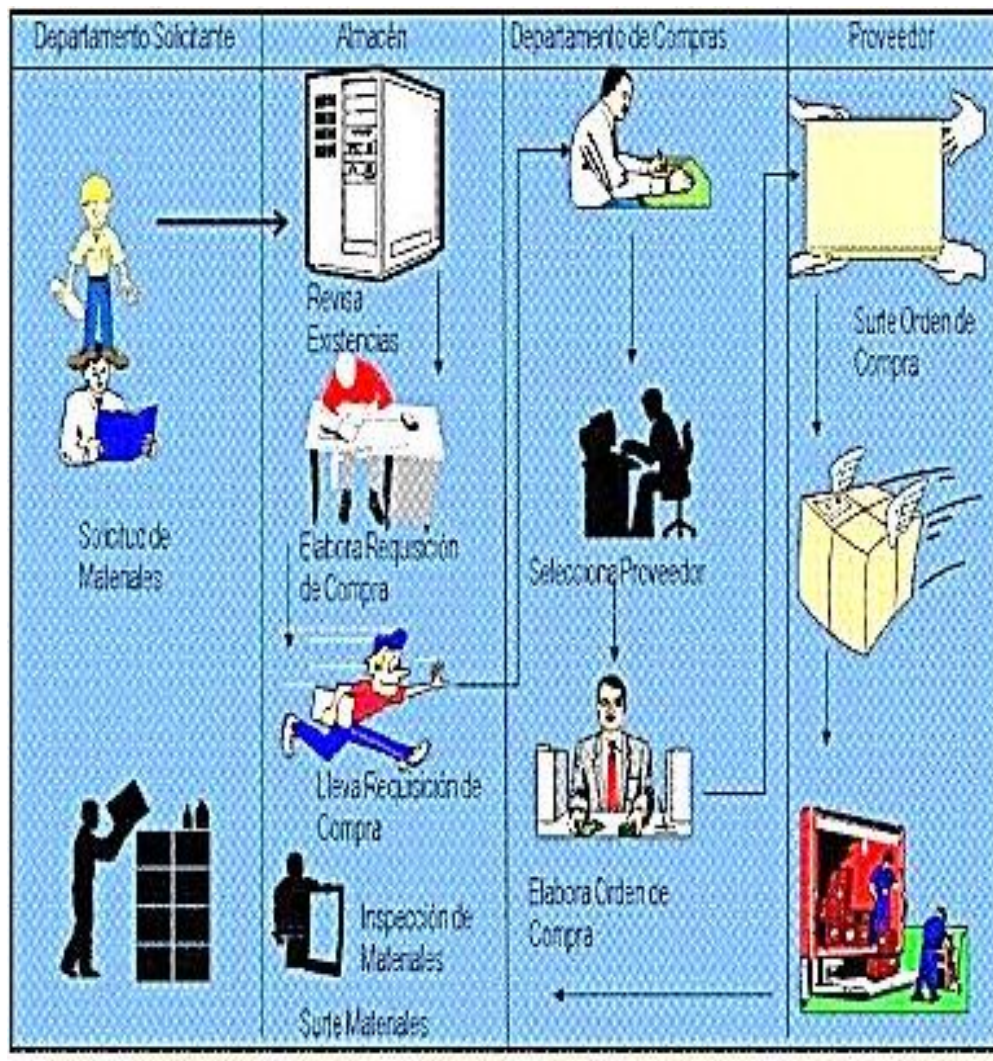 Departamento Solicitante
Almacén
Departamento de Compras
Proveedor
Revisa
Existencias
Surte Orden de
Compra
Solicitud de
Materiales
Elabora Requisición
de Compra
Selecciona Proveedor
Lleva Requisición de
Compra
Elabora Orden de
Compra
Inspección de
Materiales
Surte Materiales